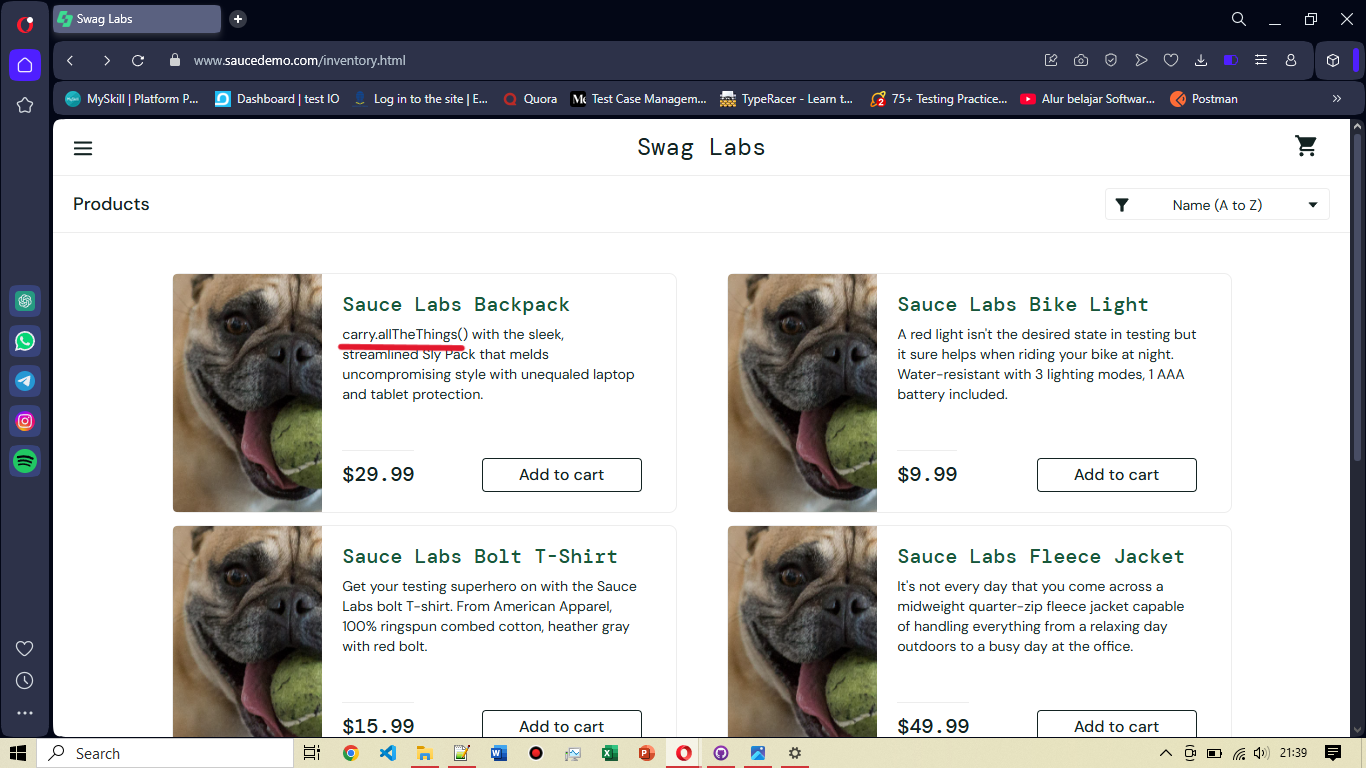 Swag Labs
www.saucedemo.com/inventory.html
MySkill | Platform P...
Dashboard | test IO
Log in to the site | E...
Quora
Test Case Managem...
TypeRacer - Learn t...
75+ Testing Practice...
Alur belajar Softwar...
Postman
Swag Labs
Products
Name (A to Z)
Sauce Labs Backpack
carry.allTheThings() with the sleek,
streamlined Sly Pack that melds
uncompromising style with unequaled laptop
and tablet protection.
$29.99
Add to cart
Sauce Labs Bike Light
A red light isn't the desired state in testing but
it sure helps when riding your bike at night.
Water-resistant with 3 lighting modes, 1 AAA
battery included.
$9.99
Add to cart
Sauce Labs Bolt T-Shirt
Get your testing superhero on with the Sauce
Labs bolt T-shirt. From American Apparel,
100% ringspun combed cotton, heather gray
with red bolt.
$15.99
Add to cart
Sauce Labs Fleece Jacket
It's not every day that you come across a
midweight quarter-zip fleece jacket capable
of handling everything from a relaxing day
outdoors to a busy day at the office.
$49.99
Add to cart
Search
21:39